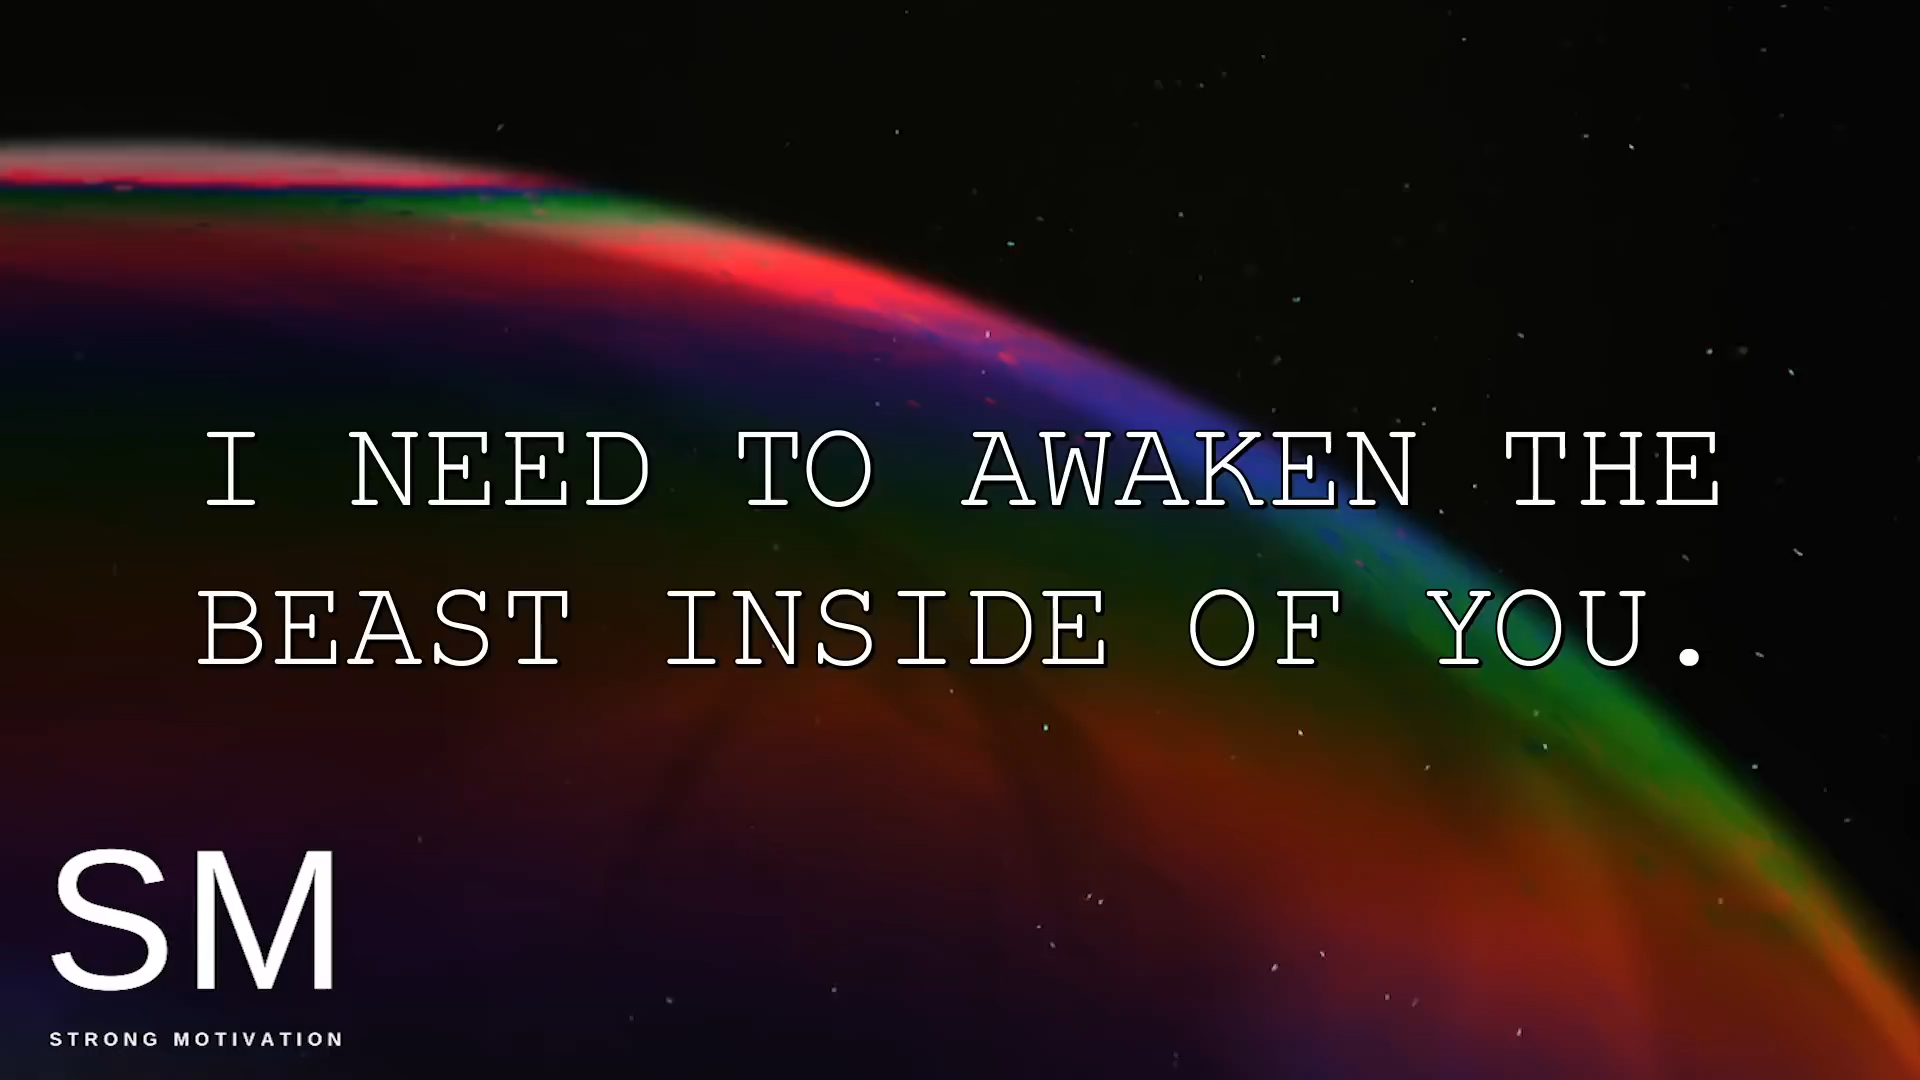 I NEED TO AWAKEN THE
BEAST INSIDE OF YOU.
SM
STRONG MOTIVATION